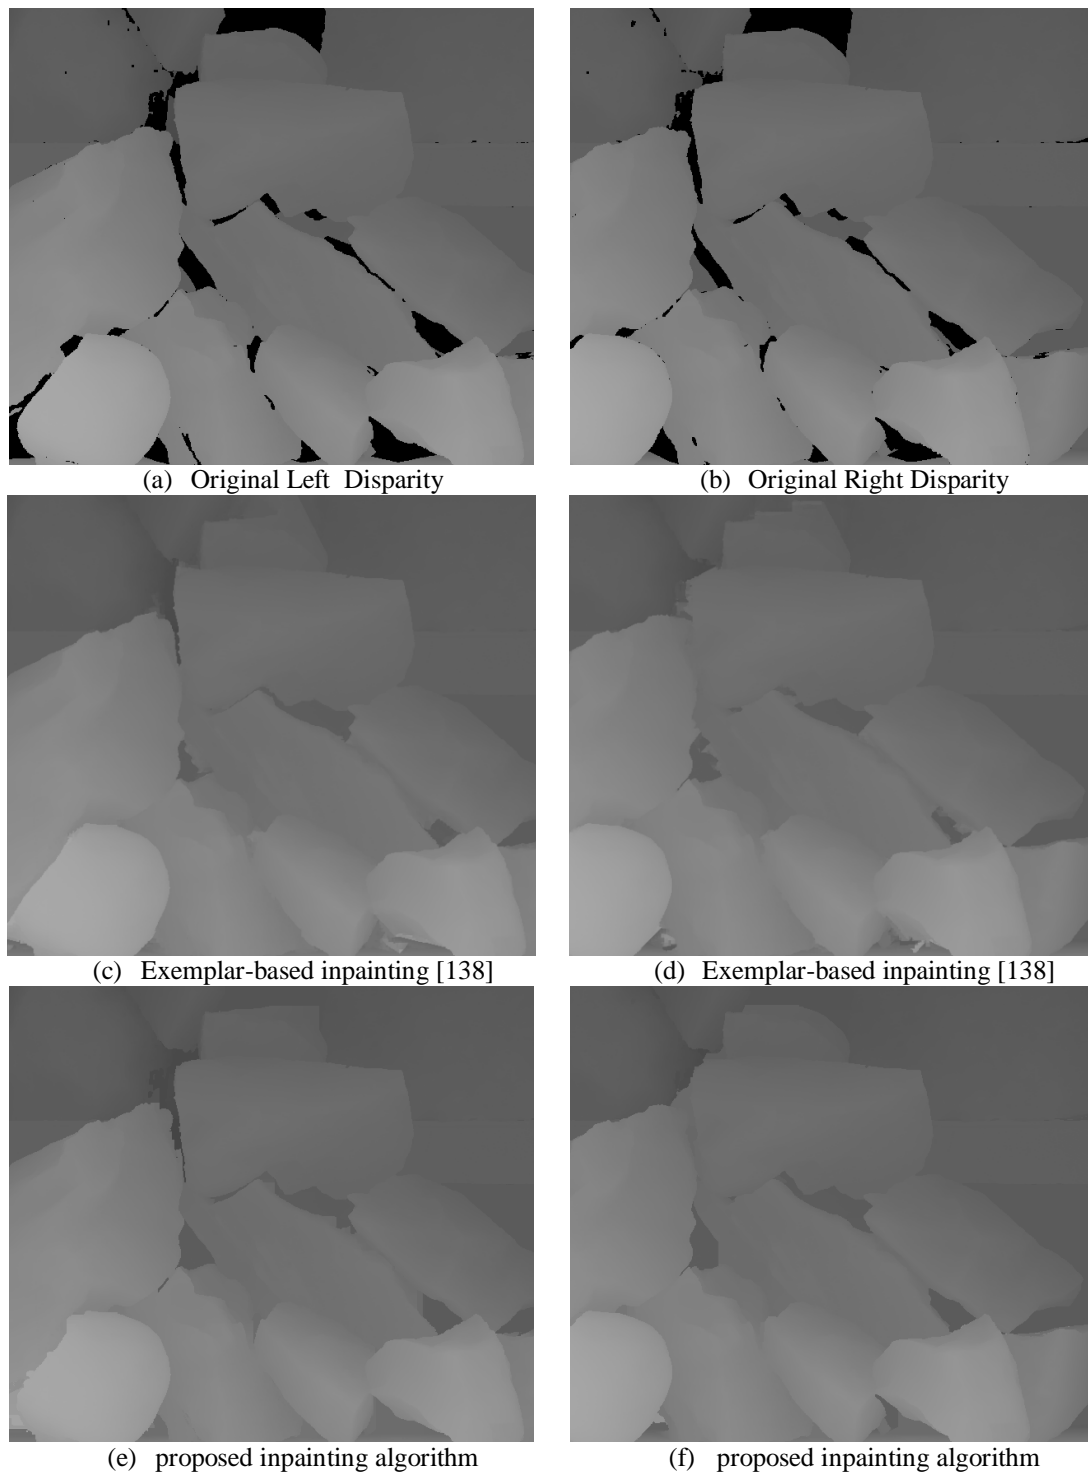 (a) Original Left Disparity
(b) Original Right Disparity
(c) Exemplar-based inpainting [138]
(d) Exemplar-based inpainting [138]
(e) proposed inpainting algorithm
(f) proposed inpainting algorithm